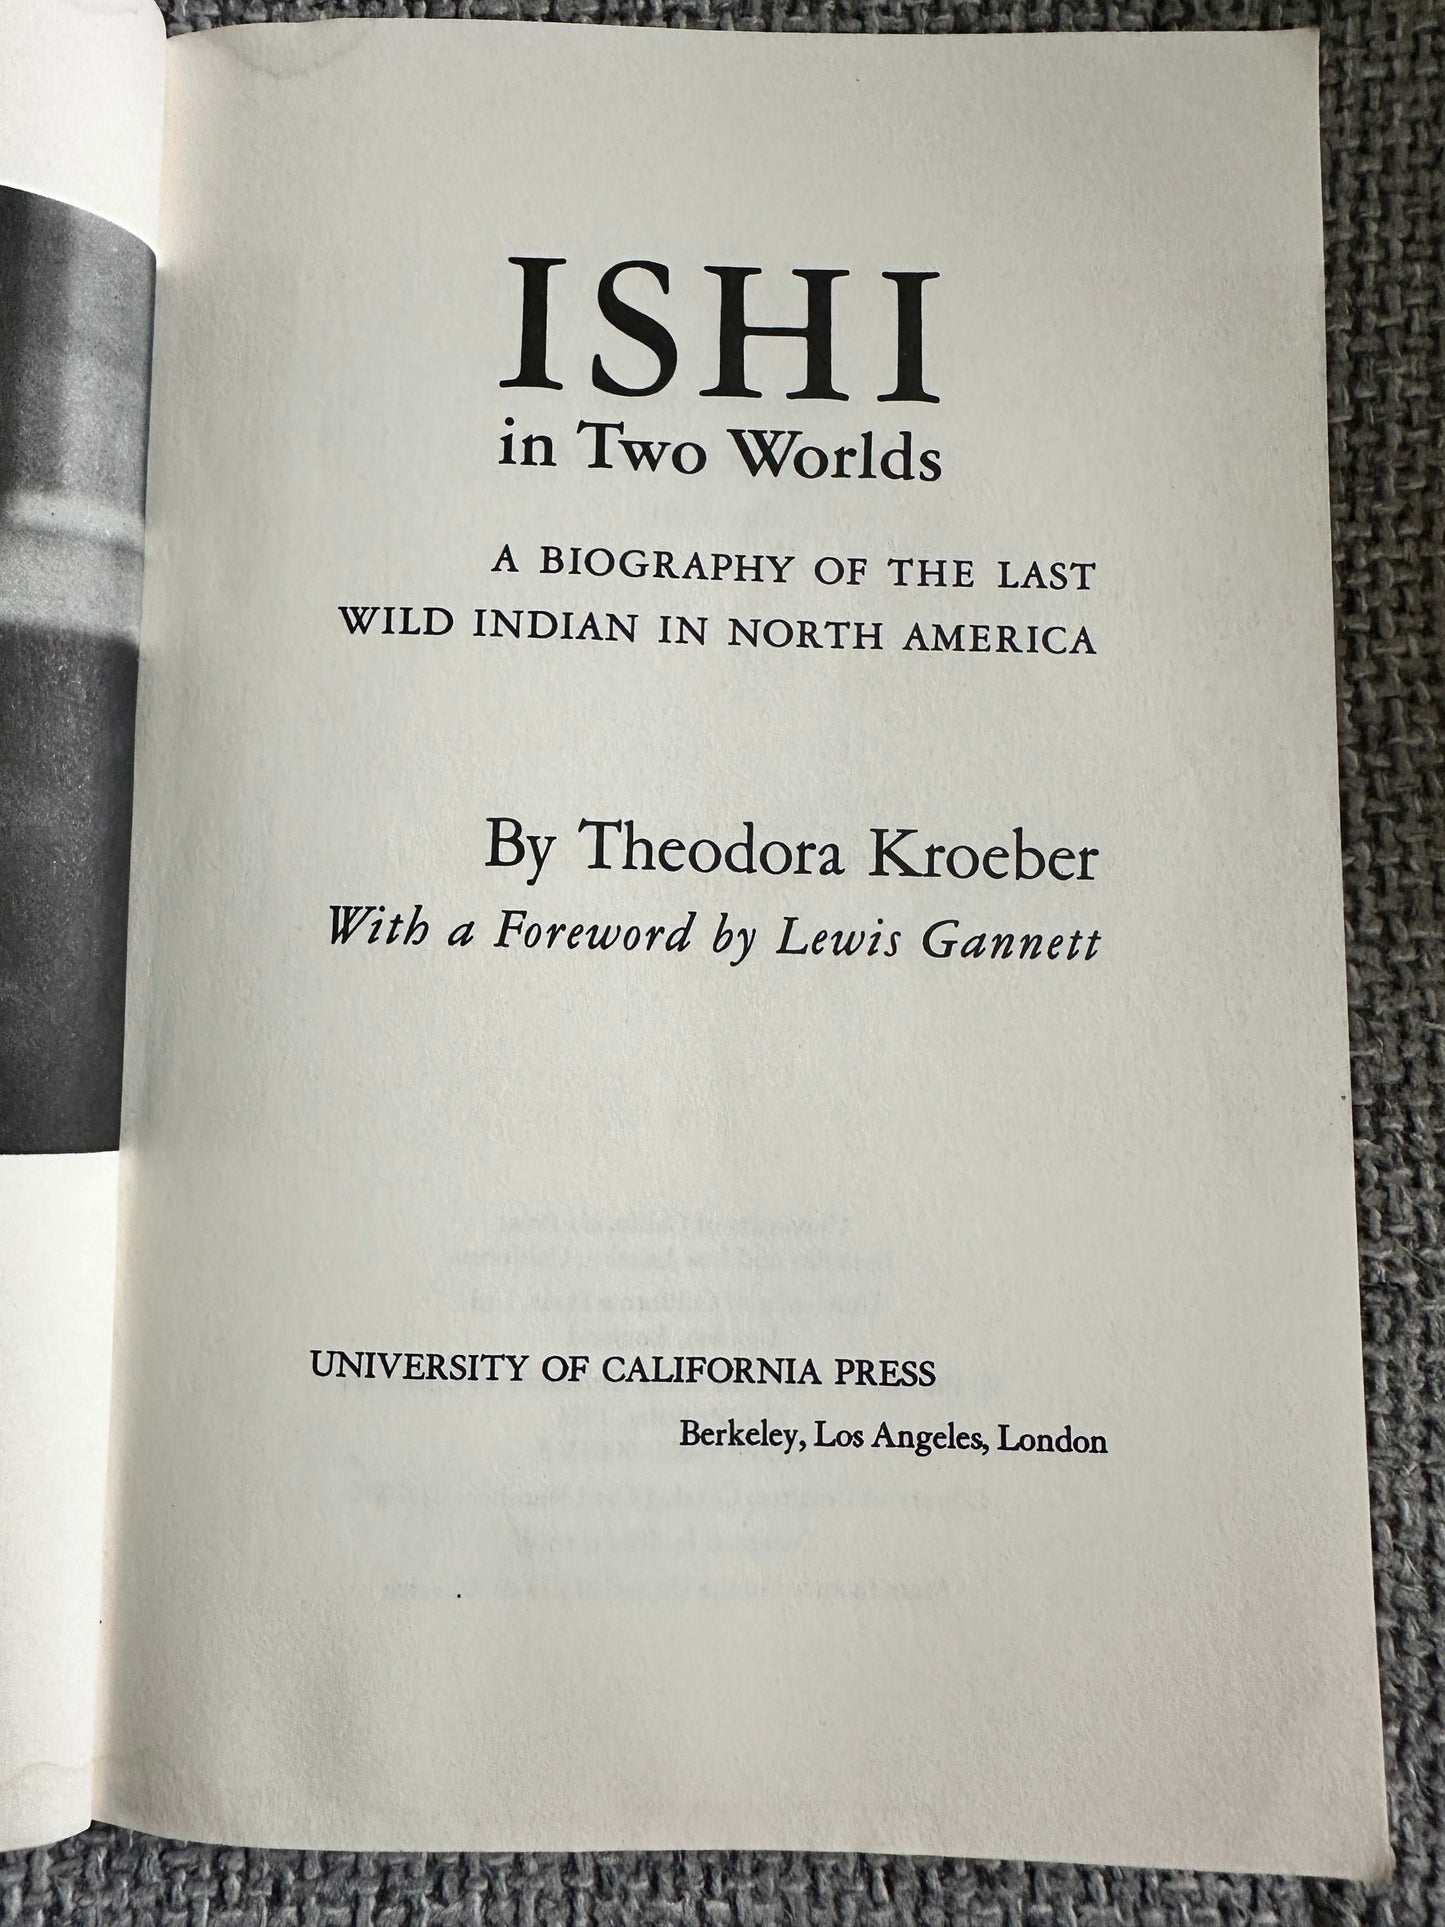 ISHI
in Two Worlds
A BIOGRAPHY OF THE LAST
WILD INDIAN IN NORTH AMERICA
By Theodora Kroeber
With a Foreword by Lewis Gannett
UNIVERSITY OF CALIFORNIA PRESS
Berkeley, Los Angeles, London